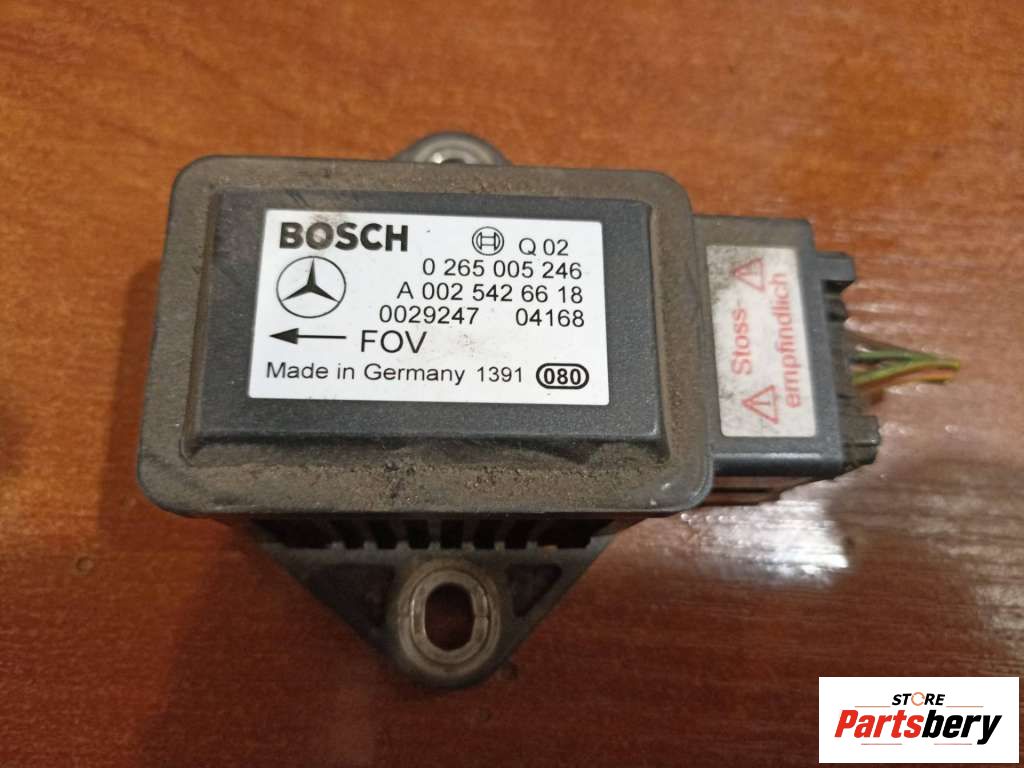 BOSCH
Q 02
0 265 005 246
A 002 542 66 18
0029247 04168
FOV
Made in Germany 1391 080
Stoss-
empfindlich
STORE
Partsbery